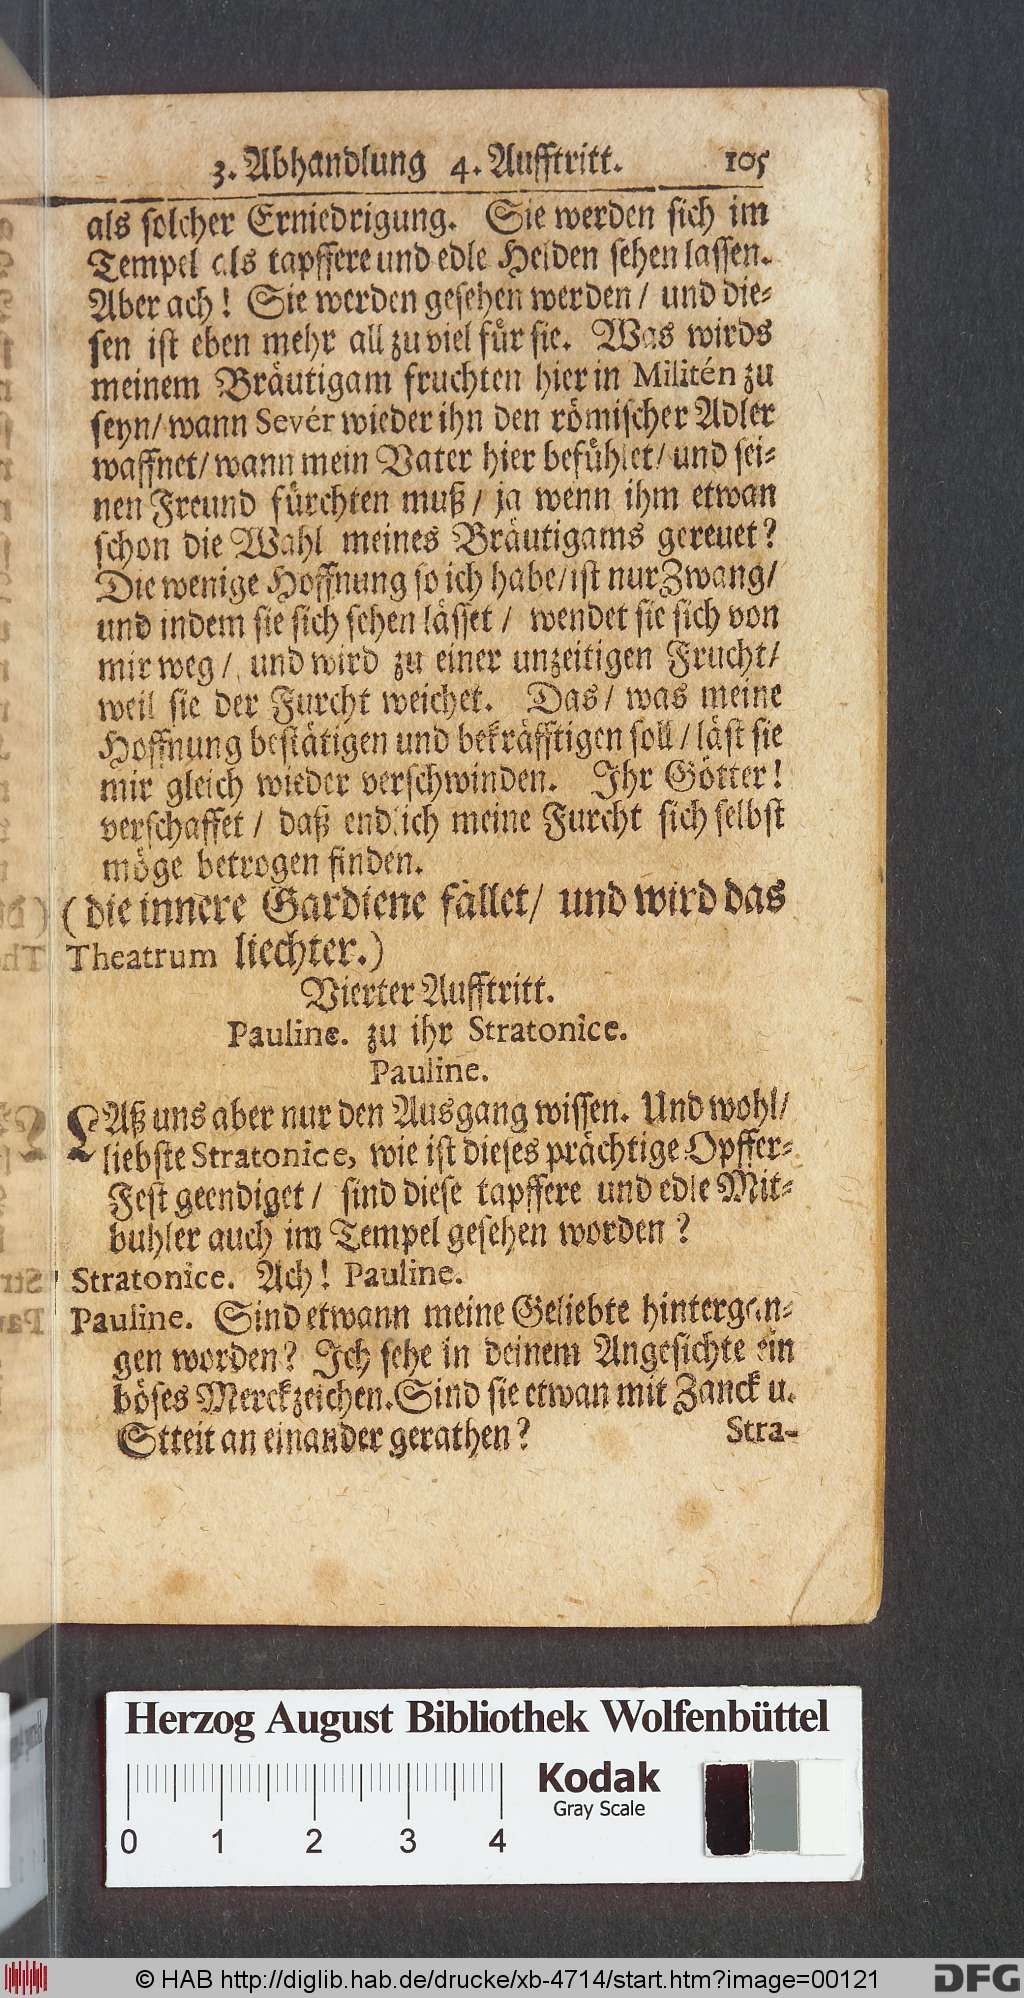 3. Abhandlung 4. Aufftritt. 105
als solcher Erniedrigung. Sie werden sich im
Tempel als tapffere und edle Helden sehen lassen.
Aber ach! Sie werden gesehen werden/ und die-
sen ist eben mehr all zu viel für sie. Was wirds
meinem Bräutigam fruchten hier in Militén zu
seyn/ wann Sevér wieder ihn den römischer Adler
waffnet/ wann mein Vater hier befühlet/ und sei-
nen Freund fürchten muß/ ja wenn ihm etwan
schon die Wahl meines Bräutigams gereuet?
Die wenige Hoffnung so ich habe/ ist nur Zwang/
und indem sie sich sehen lässet/ wendet sie sich von
mir weg/ und wird zu einer unzeitigen Frucht/
weil sie der Furcht weichet. Das/ was meine
Hoffnung bestätigen und bekräfftigen soll/ läst sie
mir gleich wieder verschwinden. Ihr Götter!
verschaffet/ daß endlich meine Furcht sich selbst
möge betrogen finden.
(die innere Gardiene fället/ und wird das
Theatrum liechter.)
Vierter Aufftritt.
Pauline. zu ihr Stratonîce.
Pauline.
LAß uns aber nur den Ausgang wissen. Und wohl/
liebste Stratonîce, wie ist dieses prächtige Opffer-
Fest geendiget/ sind diese tapffere und edle Mit-
buhler auch im Tempel gesehen worden?
Stratonîce. Ach! Pauline.
Pauline. Sind etwann meine Geliebte hintergan-
gen worden? Ich sehe in deinem Angesichte ein
böses Merckzeichen. Sind sie etwan mit Zanck u.
Stteit an einander gerathen?
Stra-
Herzog August Bibliothek Wolfenbüttel
0 1 2 3 4
Kodak
Gray Scale
© HAB http://diglib.hab.de/drucke/xb-4714/start.htm?image=00121
DFG